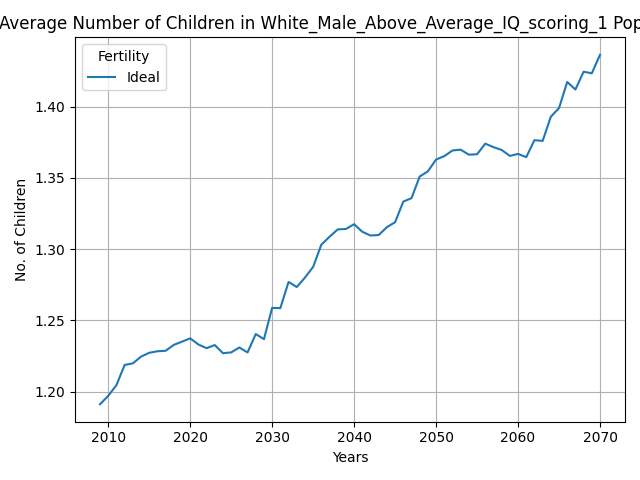 Average Number of Children in White_Male_Above_Average_IQ_scoring_1 Pop
Fertility
Ideal
1.40
1.35
1.30
1.25
1.20
No. of Children
2010 2020 2030 2040 2050 2060 2070
Years